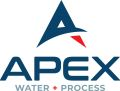 APEX
WATER • PROCESS